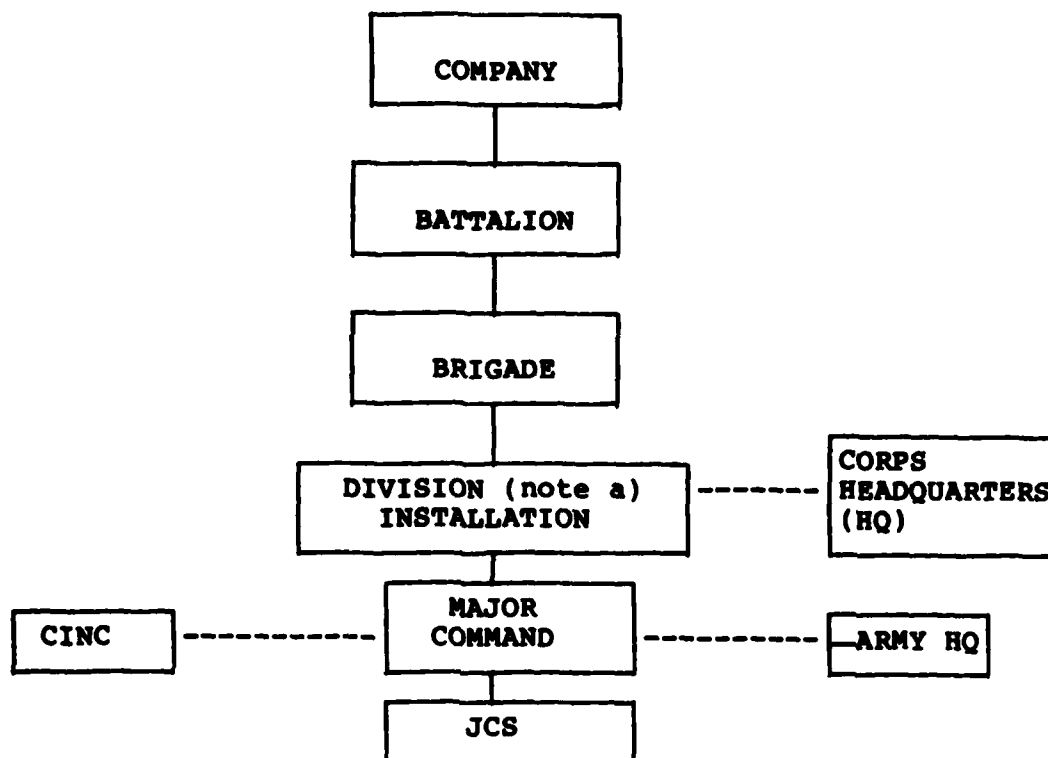 COMPANY
BATTALION
BRIGADE
DIVISION (note a)
INSTALLATION
CORPS
HEADQUARTERS
(HQ)
MAJOR
COMMAND
CINC
ARMY HQ
JCS